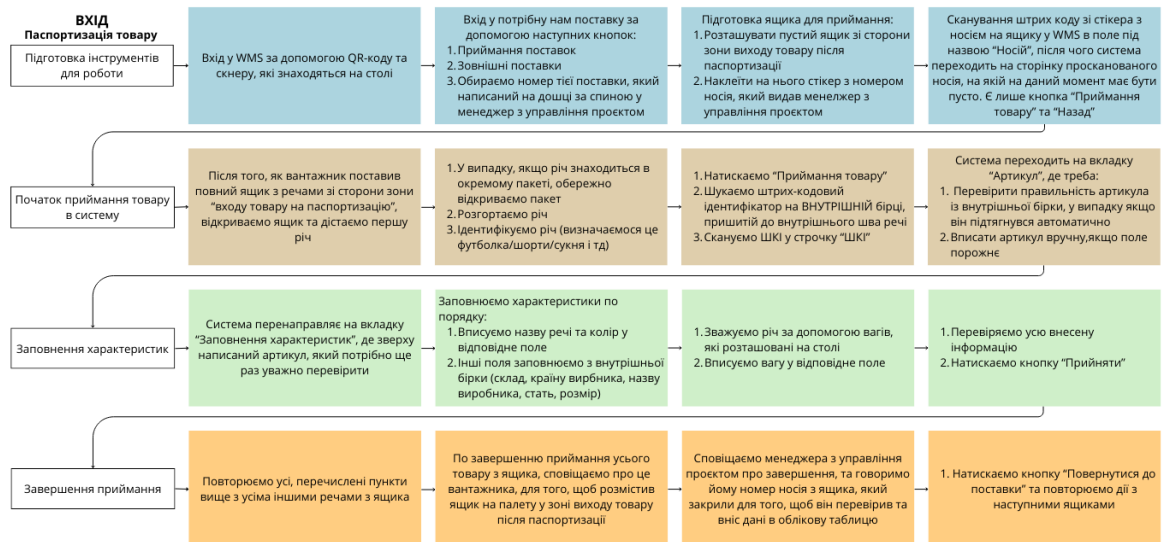 ВХІД
Паспортизація товару
Підготовка інструментів
для роботи
Вхід у WMS за допомогою QR-коду та
скнеру, які знаходяться на столі
Вхід у потрібну нам поставку за
допомогою наступних кнопок:
1. Приймання поставок
2. Зовнішні поставки
3. Обираємо номер тієї поставки, який
написаний на дошці за спиною у
менеджер з управління проєктом
Підготовка ящика для приймання:
1. Розташувати пустий ящик зі сторони
зони виходу товару після
паспортизації
2. Наклеїти на нього стікер з номером
носія, який видав менелжер з
управління проєктом
Сканування штрих коду зі стікера з
носієм на ящику у WMS в поле під
назвою “Носій”, після чого система
переходить на сторінку просканованого
носія, на якій на даний момент має бути
пусто. Є лише кнопка “Приймання
товару” та “Назад”
Початок приймання товару
в систему
Після того, як вантажник поставив
повний ящик з речами зі сторони зони
“входу товару на паспортизацію”,
відкриваємо ящик та дістаємо першу
річ
1. У випадку, якщо річ знаходиться в
окремому пакеті, обережно
відкриваємо пакет
2. Розгортаємо річ
3. Ідентифікуємо річ (визначаємося це
футболка/шорти/сукня і тд)
1. Натискаємо “Приймання товару”
2. Шукаємо штрих-кодовий
ідентифікатор на ВНУТРІШНІЙ бірці,
пришитій до внутрішнього шва речі
3. Скануємо ШКІ у строчку “ШКІ”
Система переходить на вкладку
“Артикул”, де треба:
1. Перевірити правильність артикула
із внутрішньої бірки, у випадку якщо
він підтягнувся автоматично
2. Вписати артикул вручну,якщо поле
порожнє
Заповнення характеристик
Система перенаправляє на вкладку
“Заповнення характеристик”, де зверху
написаний артикул, який потрібно ще
раз уважно перевірити
Заповнюємо характеристики по
порядку:
1. Вписуємо назву речі та колір у
відповідне поле
2. Інші поля заповнюємо з внутрішньої
бірки (склад, країну вирбника, назву
виробника, стать, розмір)
1. Зважуємо річ за допомогою вагів,
які розташовані на столі
2. Вписуємо вагу у відповідне поле
1. Перевіряємо усю внесену
інформацію
2. Натискаємо кнопку “Прийняти”
Завершення приймання
Повторюємо усі, перечислені пункти
вище з усіма іншими речами з ящика
По завершенню приймання усього
товару з ящика, сповіщаємо про це
вантажника, для того, щоб розмістив
ящик на палету у зоні виходу товару
після паспортизації
Сповіщаємо менеджера з управління
проєктом про завершення, та говоримо
йому номер носія з ящика, який
закрили для того, щоб він перевірив та
вніс дані в облікову таблицю
1. Натискаємо кнопку “Повернутися до
поставки” та повторюємо дії з
наступними ящиками